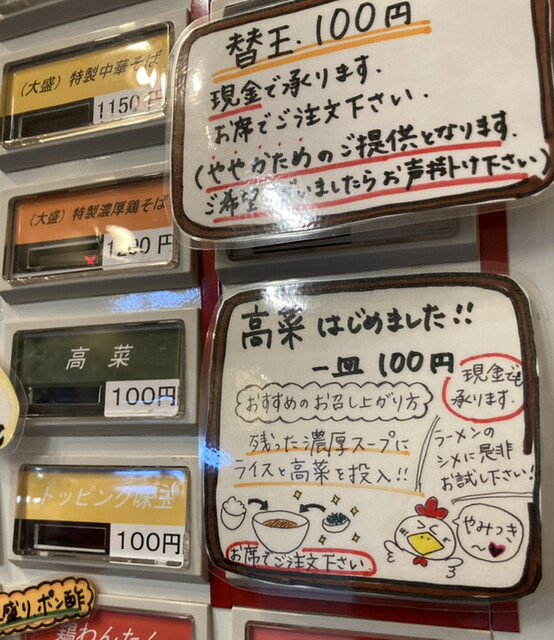 (大盛) 特製中華そば
1150円
(大盛) 特製濃厚鶏そば
1200円
高菜
100円
トッピング味玉
100円
盛りポン酢
鶏わんたん
替玉.100円
現金で承ります.
お席でご注文下さい.
(ややかためのご提供となります.
ご希望ございましたらお声掛け下さい)
高菜はじめました!!
一皿 100円
現金でも
承ります.
おすすめのお召し上がり方
残った濃厚スープに
ライスと高菜を投入!!
ラーメンの
シメに是非
お試し下さい!
やみつき
～
お席でご注文下さい.